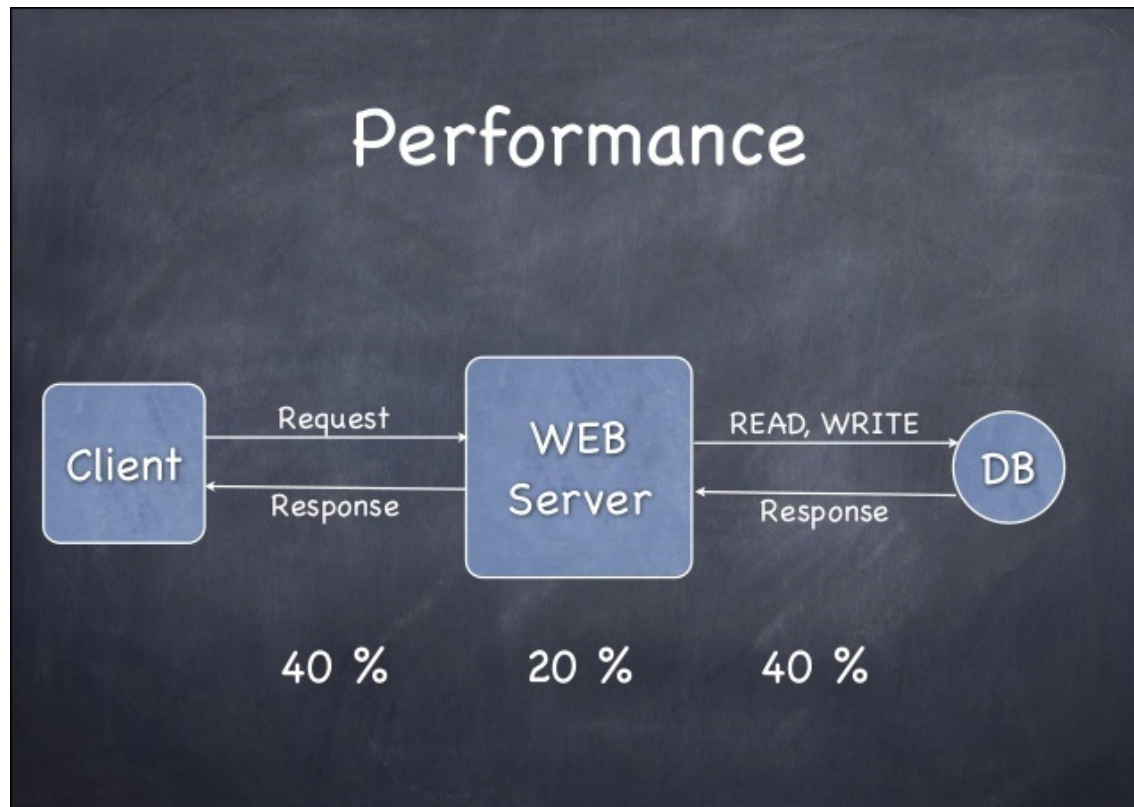 Performance
Request
READ, WRITE
Client
WEB
Server
DB
Response
Response
40 %
20 %
40 %